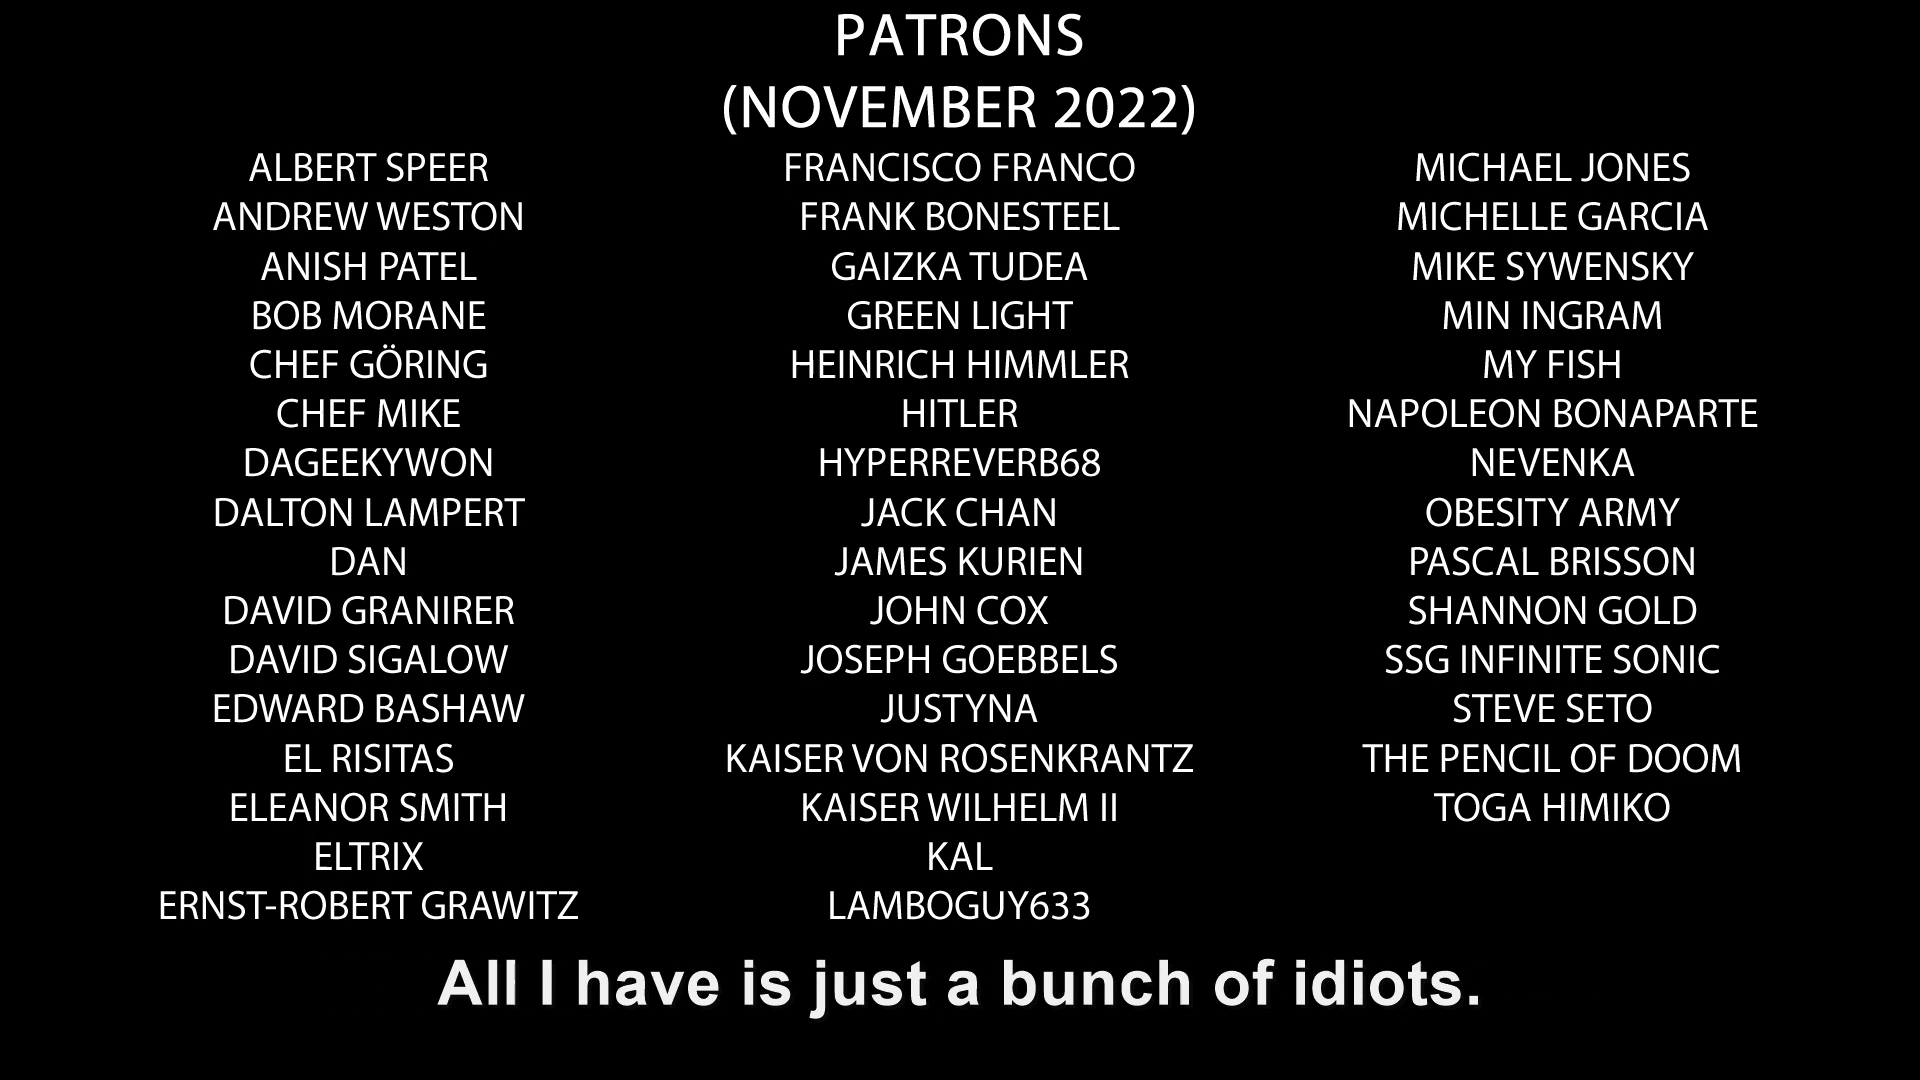 PATRONS
(NOVEMBER 2022)
ALBERT SPEER
ANDREW WESTON
ANISH PATEL
BOB MORANE
CHEF GÖRING
CHEF MIKE
DAGEEKYWON
DALTON LAMPERT
DAN
DAVID GRANIRER
DAVID SIGALOW
EDWARD BASHAW
EL RISITAS
ELEANOR SMITH
ELTRIX
ERNST-ROBERT GRAWITZ
FRANCISCO FRANCO
FRANK BONESTEEL
GAIZKA TUDEA
GREEN LIGHT
HEINRICH HIMMLER
HITLER
HYPERREVERB68
JACK CHAN
JAMES KURIEN
JOHN COX
JOSEPH GOEBBELS
JUSTYNA
KAISER VON ROSENKRANTZ
KAISER WILHELM II
KAL
LAMBOGUY633
MICHAEL JONES
MICHELLE GARCIA
MIKE SYWENSKY
MIN INGRAM
MY FISH
NAPOLEON BONAPARTE
NEVENKA
OBESITY ARMY
PASCAL BRISSON
SHANNON GOLD
SSG INFINITE SONIC
STEVE SETO
THE PENCIL OF DOOM
TOGA HIMIKO
All I have is just a bunch of idiots.